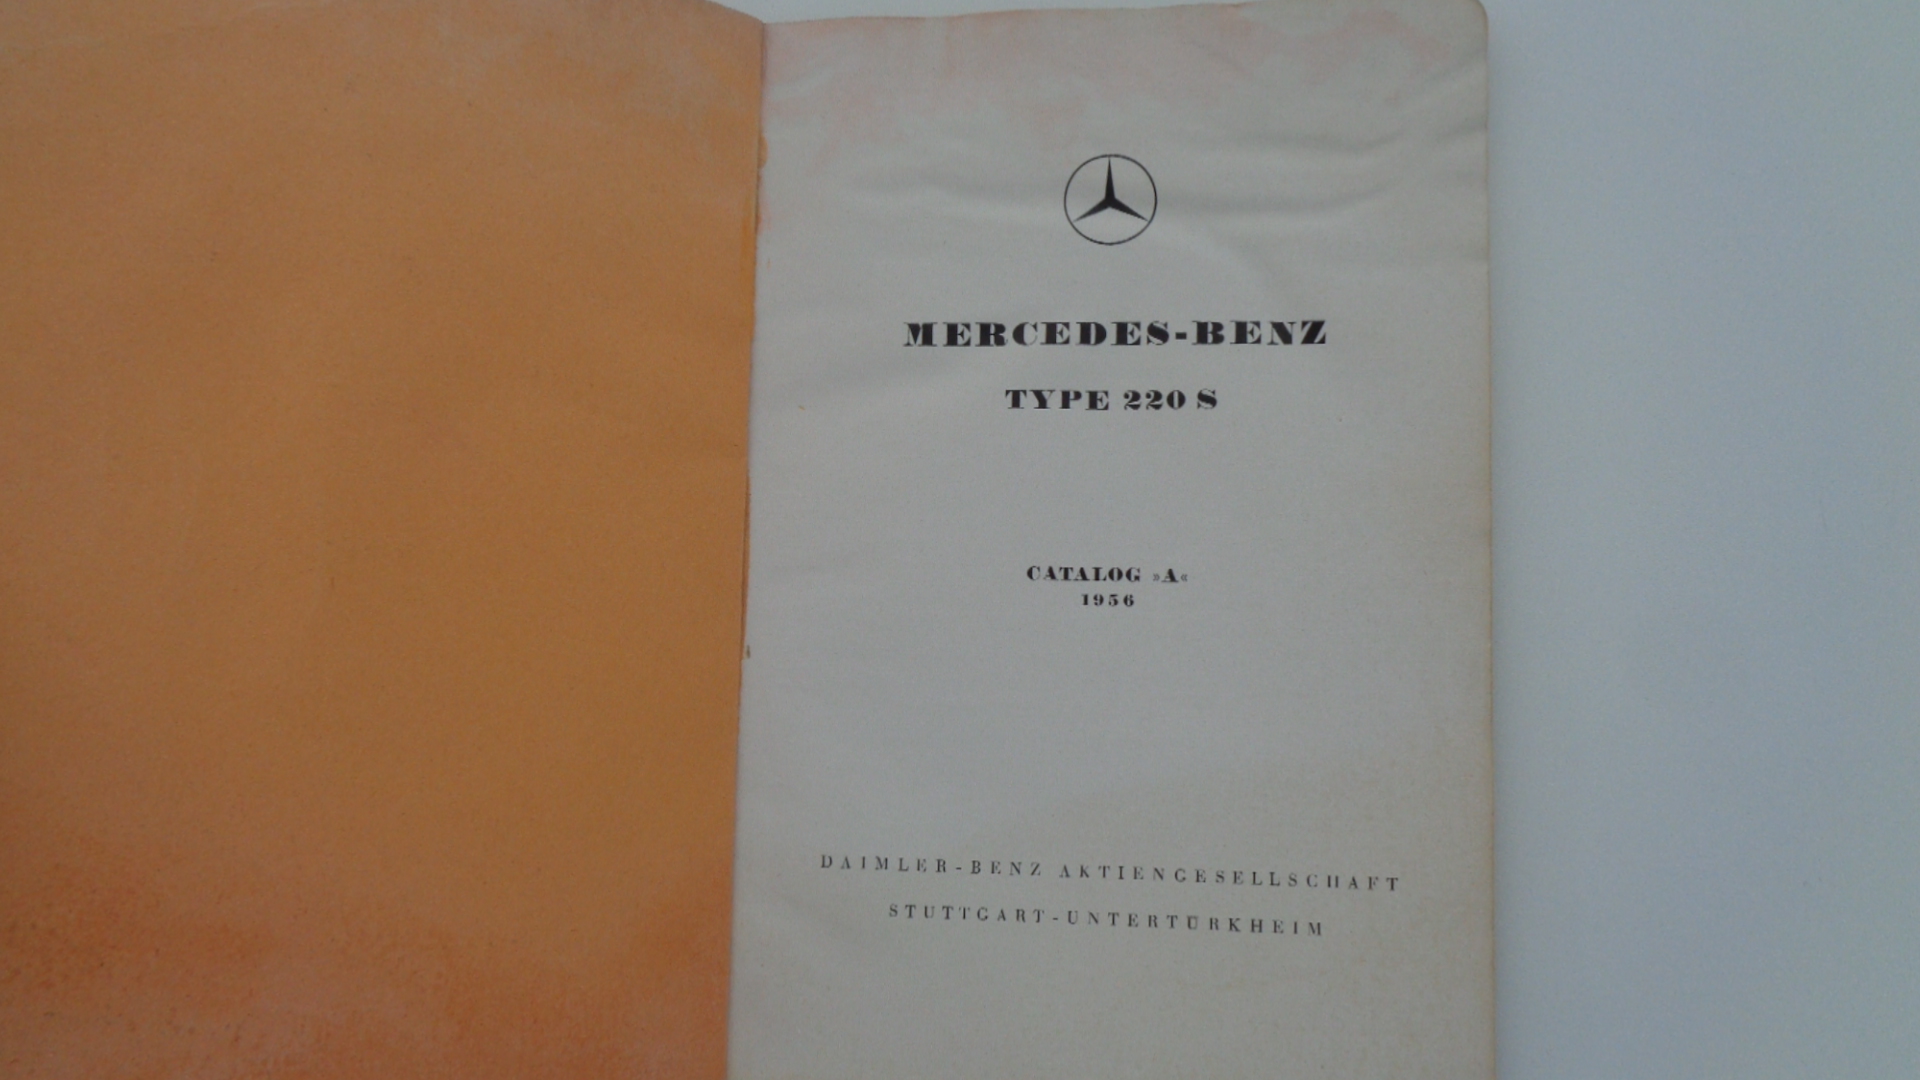 MERCEDES-BENZ
TYPE 220 S
CATALOG »A«
1956
DAIMLER-BENZ AKTIENGESELLSCHAFT
STUTTGART-UNTERTÜRKHEIM